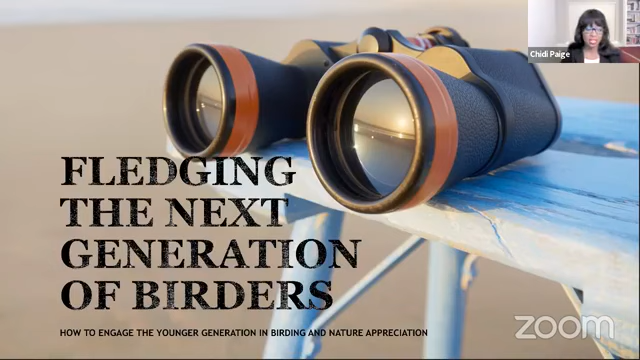 Chidi Paige
FLEDGING
THE NEXT
GENERATION
OF BIRDERS
HOW TO ENGAGE THE YOUNGER GENERATION IN BIRDING AND NATURE APPRECIATION
zoom